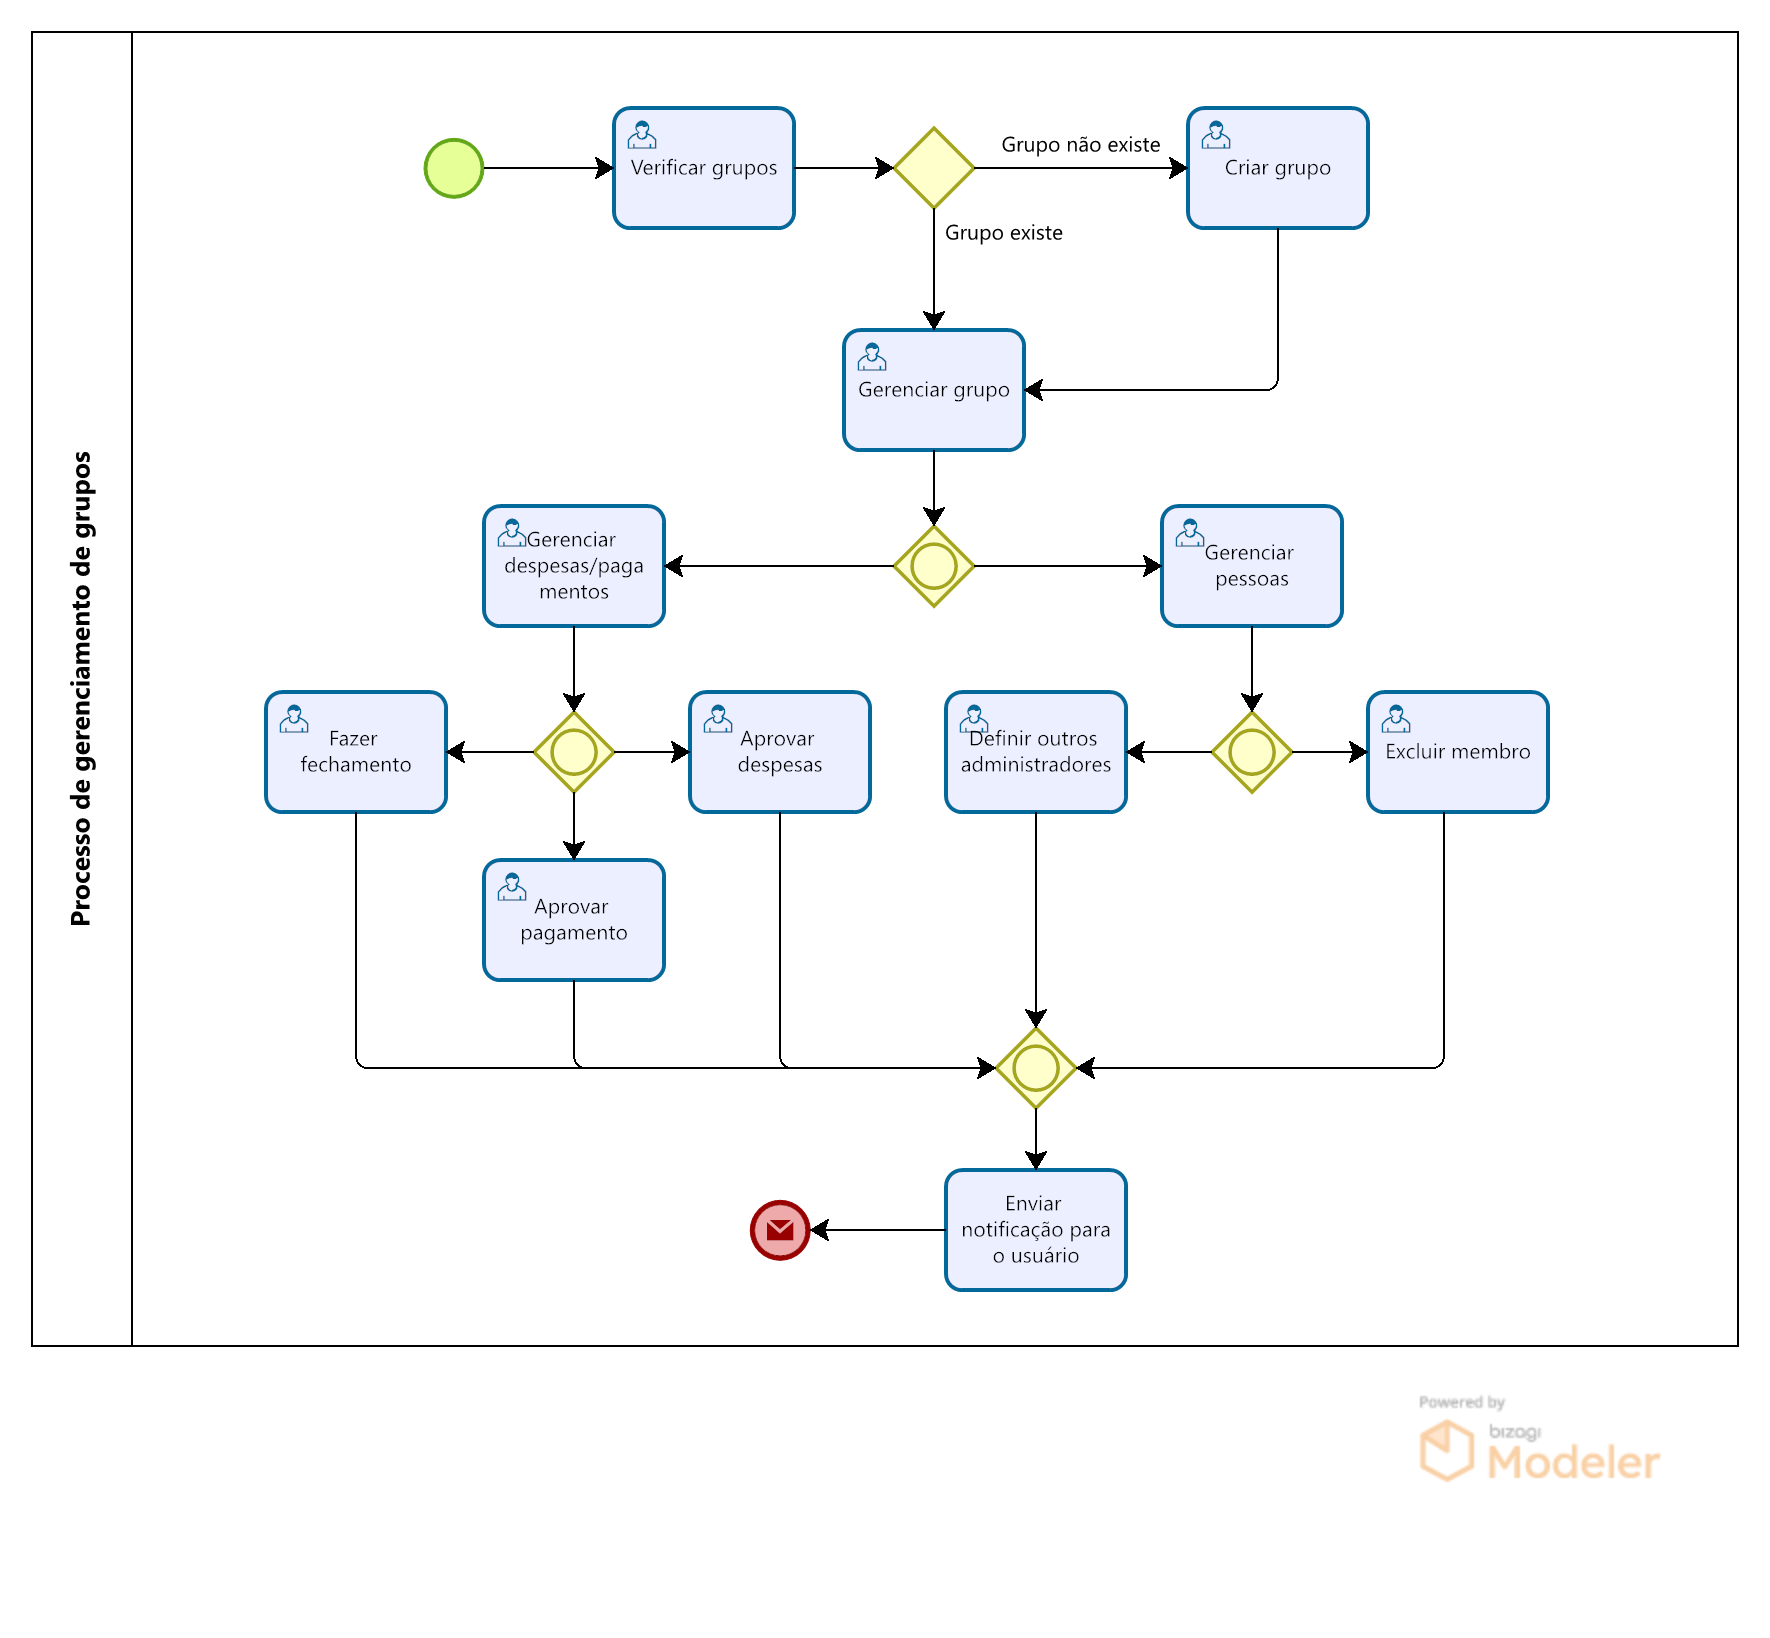 Processo de gerenciamento de grupos
Verificar grupos
Grupo não existe
Criar grupo
Grupo existe
Gerenciar grupo
Gerenciar
despesas/paga
mentos
Gerenciar
pessoas
Fazer
fechamento
Aprovar
despesas
Definir outros
administradores
Excluir membro
Aprovar
pagamento
Enviar
notificação para
o usuário
Powered by
bizagi
Modeler